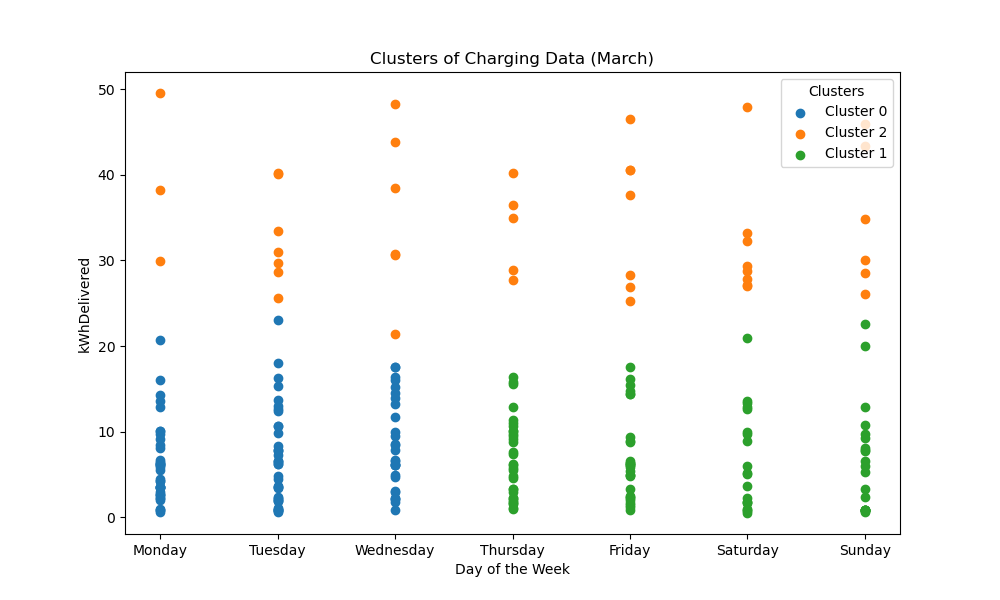 Clusters of Charging Data (March)
50
40
30
20
10
0
kWhDelivered
Clusters
Cluster 0
Cluster 2
Cluster 1
Monday
Tuesday
Wednesday
Thursday
Friday
Saturday
Sunday
Day of the Week